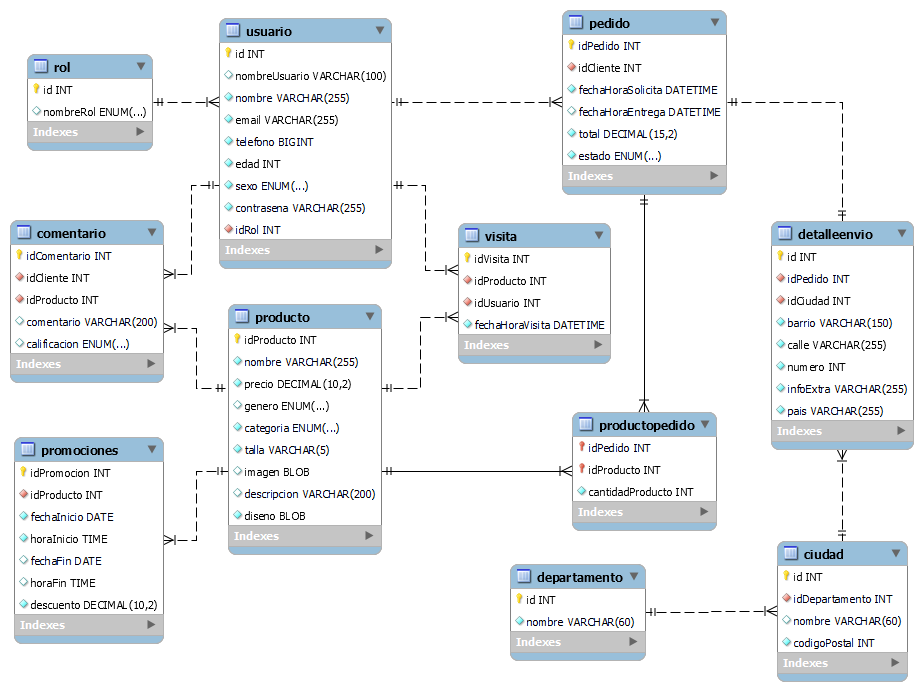 rol
id INT
nombreRol ENUM(...)
Indexes
usuario
id INT
nombreUsuario VARCHAR(100)
nombre VARCHAR(255)
email VARCHAR(255)
telefono BIGINT
edad INT
sexo ENUM(...)
contrasena VARCHAR(255)
idRol INT
Indexes
pedido
idPedido INT
idCliente INT
fechaHoraSolicita DATETIME
fechaHoraEntrega DATETIME
total DECIMAL(15,2)
estado ENUM(...)
Indexes
comentario
idComentario INT
idCliente INT
idProducto INT
comentario VARCHAR(200)
calificacion ENUM(...)
Indexes
visita
idVisita INT
idProducto INT
idUsuario INT
fechaHoraVisita DATETIME
Indexes
detalleenvio
id INT
idPedido INT
idCiudad INT
barrio VARCHAR(150)
calle VARCHAR(255)
numero INT
infoExtra VARCHAR(255)
pais VARCHAR(255)
Indexes
producto
idProducto INT
nombre VARCHAR(255)
precio DECIMAL(10,2)
genero ENUM(...)
categoria ENUM(...)
talla VARCHAR(5)
imagen BLOB
descripcion VARCHAR(200)
diseno BLOB
Indexes
promociones
idPromocion INT
idProducto INT
fechaInicio DATE
horaInicio TIME
fechaFin DATE
horaFin TIME
descuento DECIMAL(10,2)
Indexes
productopedido
idPedido INT
idProducto INT
cantidadProducto INT
Indexes
departamento
id INT
nombre VARCHAR(60)
Indexes
ciudad
id INT
idDepartamento INT
nombre VARCHAR(60)
codigoPostal INT
Indexes